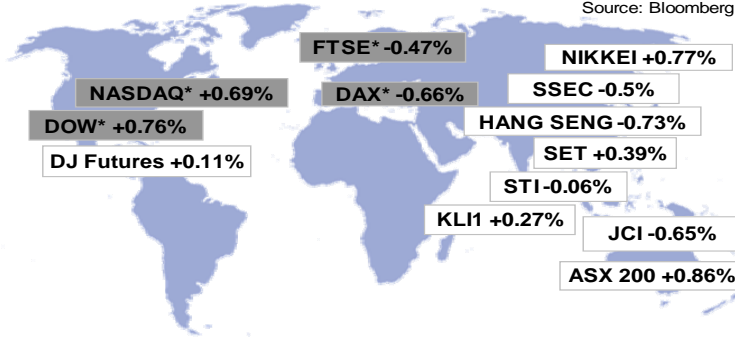 Source: Bloomberg
FTSE* -0.47%
NIKKEI +0.77%
NASDAQ* +0.69%
DAX* -0.66%
SSEC -0.5%
DOW* +0.76%
HANG SENG -0.73%
DJ Futures +0.11%
SET +0.39%
STI -0.06%
KLI1 +0.27%
JCI -0.65%
ASX 200 +0.86%